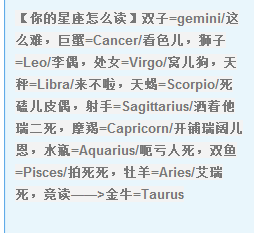 【你的星座怎么读】双子=gemini/这
么难，巨蟹=Cancer/看色儿，狮子
=Leo/李偶，处女=Virgo/窝儿狗，天
秤=Libra/来不啦，天蝎=Scorpio/死
磕儿皮偶，射手=Sagittarius/洒着他
瑞二死，摩羯=Capricorn/开铺瑞阔儿
恩，水瓶=Aquarius/呃亏人死，双鱼
=Pisces/拍死死，牡羊=Aries/艾瑞
死，竞读——>金牛=Taurus